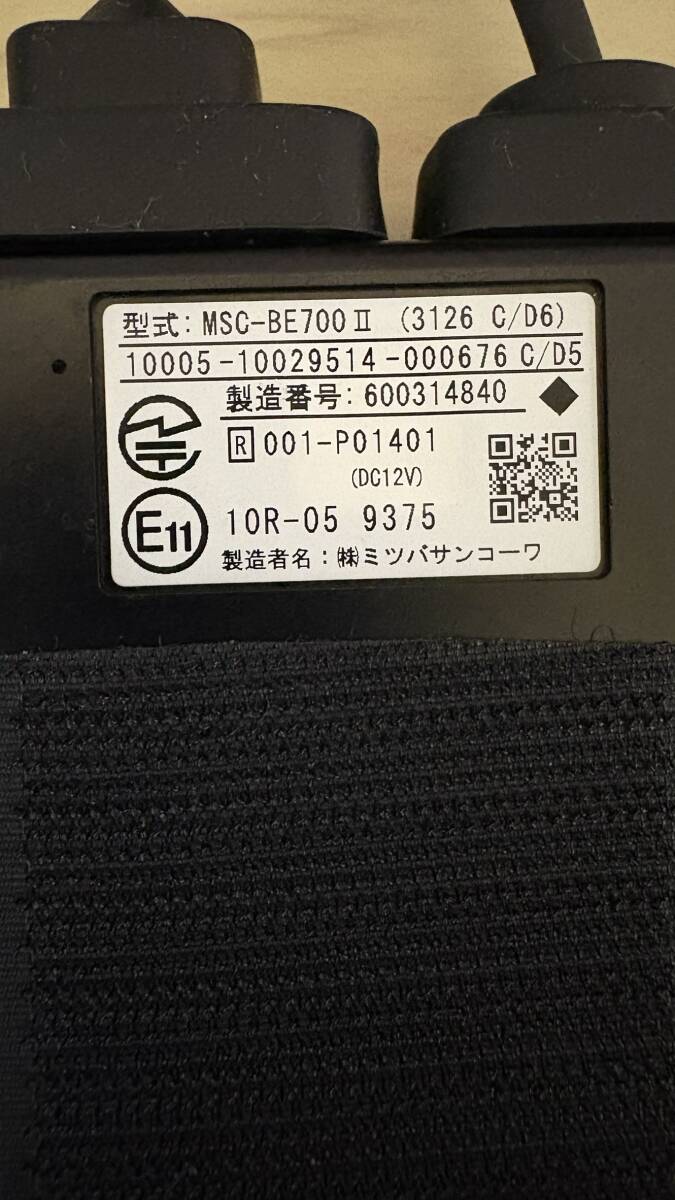 型式: MSC-BE700Ⅱ (3126 C/D6)
10005-10029514-000676 C/D5
製造番号: 600314840
R 001-P01401
(DC12V)
E11 10R-05 9375
製造者名：㈱ミツバサンコーワ